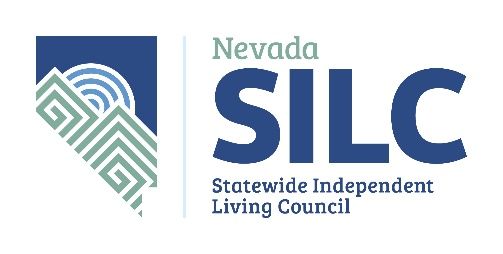 Nevada
SILC
Statewide Independent
Living Council